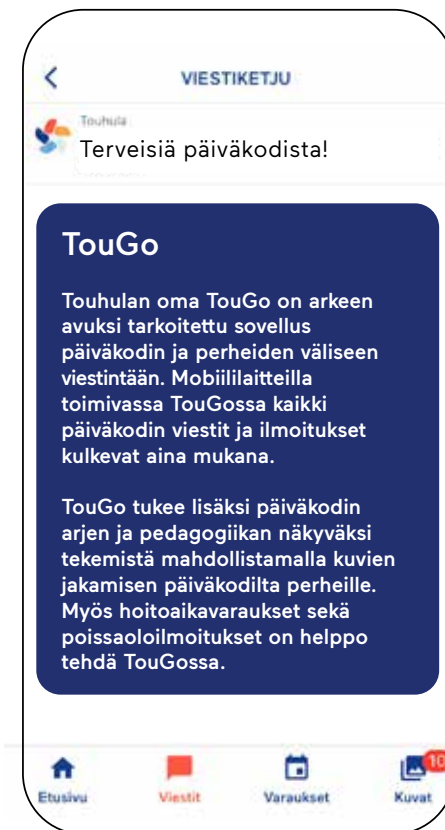 VIESTIKETJU
Touhula
Terveisiä päiväkodista!
TouGo
Touhulan oma TouGo on arkeen
avuksi tarkoitettu sovellus
päiväkodin ja perheiden väliseen
viestintään. Mobiililaitteilla
toimivassa TouGossa kaikki
päiväkodin viestit ja ilmoitukset
kulkevat aina mukana.
TouGo tukee lisäksi päiväkodin
arjen ja pedagogiikan näkyväksi
tekemistä mahdollistamalla kuvien
jakamisen päiväkodilta perheille.
Myös hoitoaikavaraukset sekä
poissaoloilmoitukset on helppo
tehdä TouGossa.
10
Etusivu Viestit Varaukset Kuvat